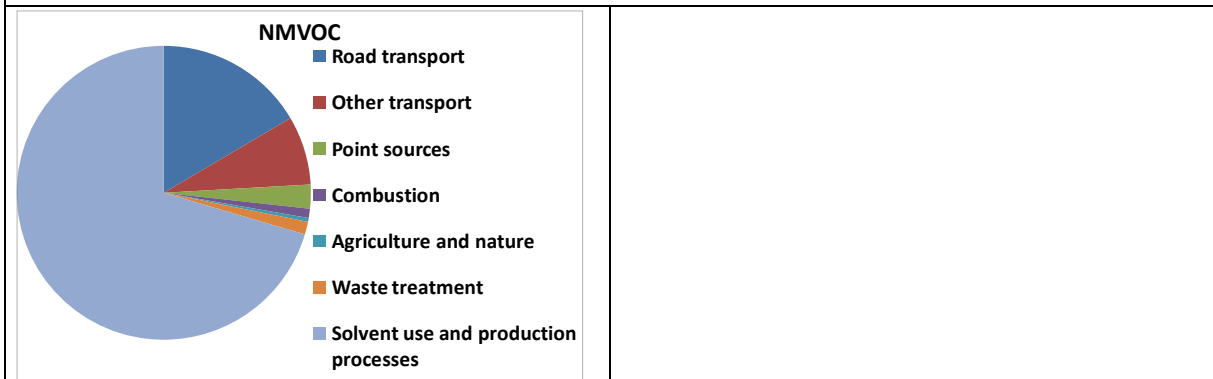 NMVOC
Road transport
Other transport
Point sources
Combustion
Agriculture and nature
Waste treatment
Solvent use and production
processes